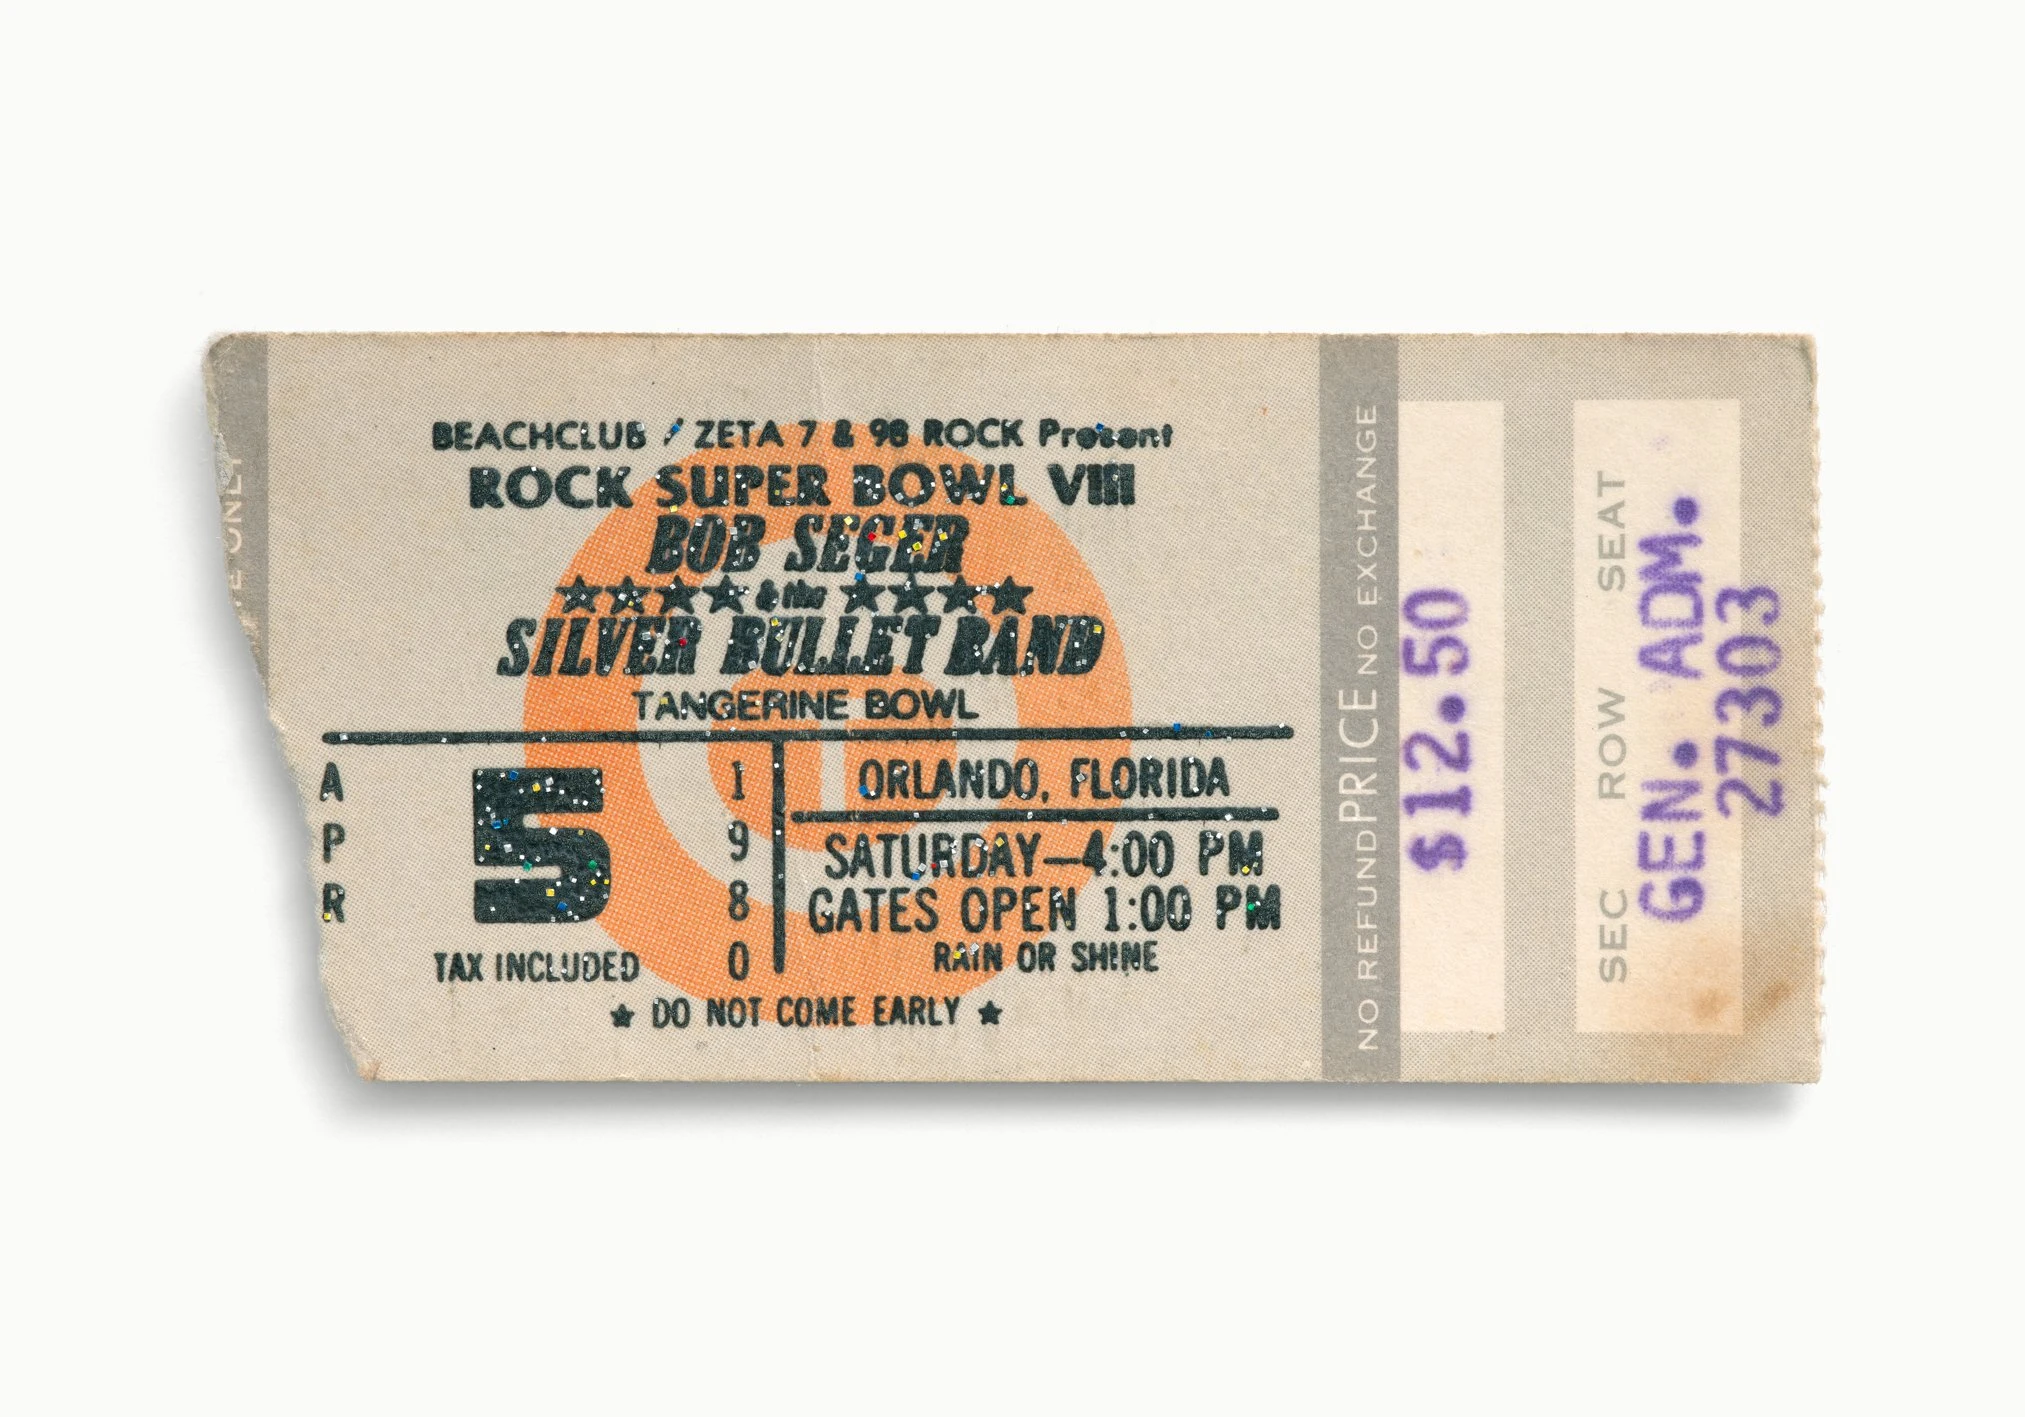 ONLY
BEACHCLUB / ZETA 7 & 98 ROCK Present
ROCK SUPER BOWL VIII
BOB SEGER
★★★★ & the ★★★★
SILVER BULLET BAND
TANGERINE BOWL
APR
5
1980
TAX INCLUDED
ORLANDO, FLORIDA
SATURDAY—4:00 PM
GATES OPEN 1:00 PM
RAIN OR SHINE
★ DO NOT COME EARLY ★
NO REFUND PRICE NO EXCHANGE
$12.50
SEC ROW SEAT
GEN. ADM.
27303